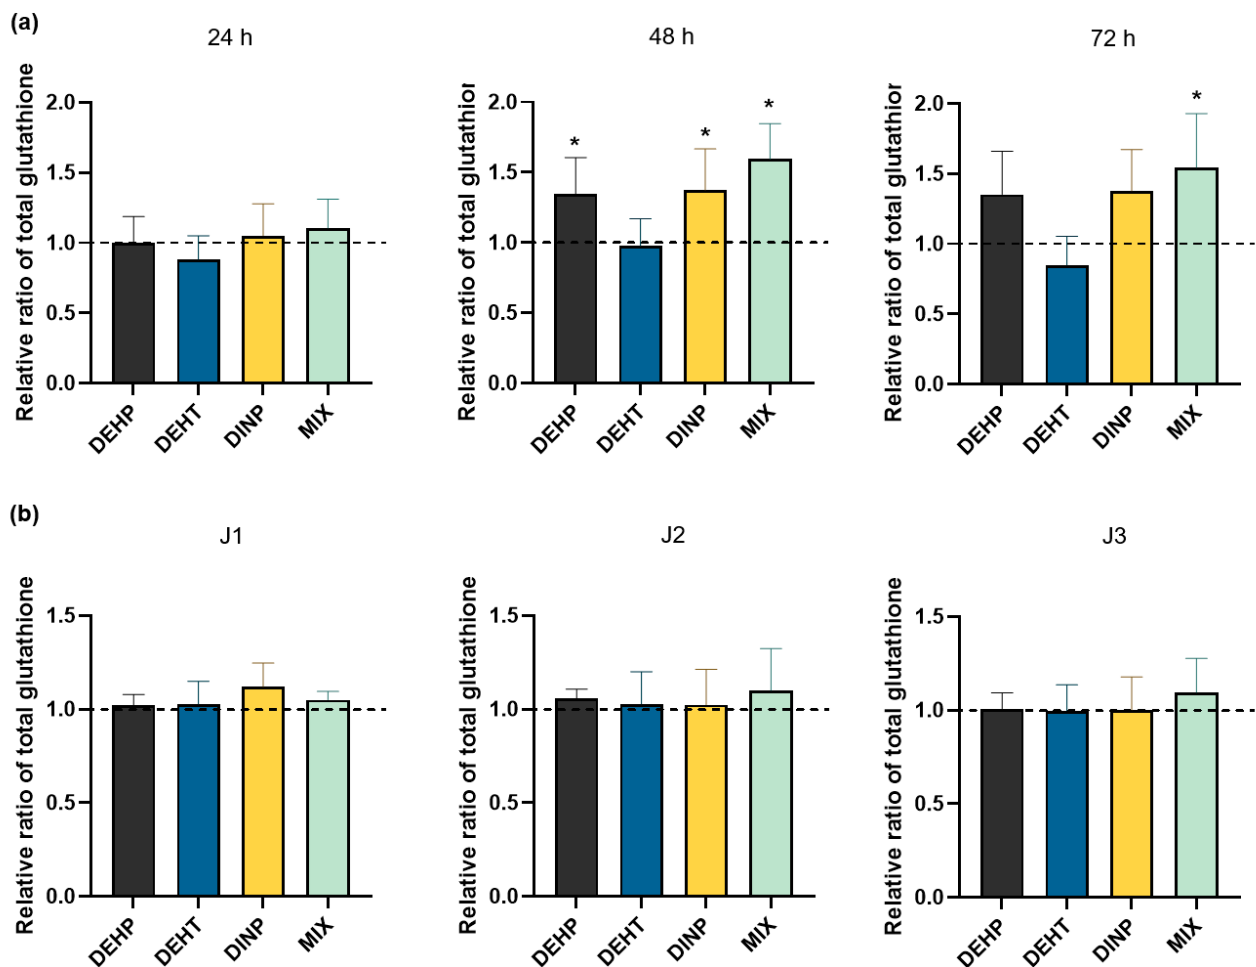 (a)
24 h
48 h
72 h
Relative ratio of total glutathione
2.0
1.5
1.0
0.5
0.0
DEHP
DEHT
DINP
MIX
Relative ratio of total glutathior
2.0
1.5
1.0
0.5
0.0
*
*
*
DEHP
DEHT
DINP
MIX
Relative ratio of total glutathior
2.0
1.5
1.0
0.5
0.0
*
DEHP
DEHT
DINP
MIX
(b)
J1
J2
J3
Relative ratio of total glutathione
1.5
1.0
0.5
0.0
DEHP
DEHT
DINP
MIX
Relative ratio of total glutathione
1.5
1.0
0.5
0.0
DEHP
DEHT
DINP
MIX
Relative ratio of total glutathione
1.5
1.0
0.5
0.0
DEHP
DEHT
DINP
MIX